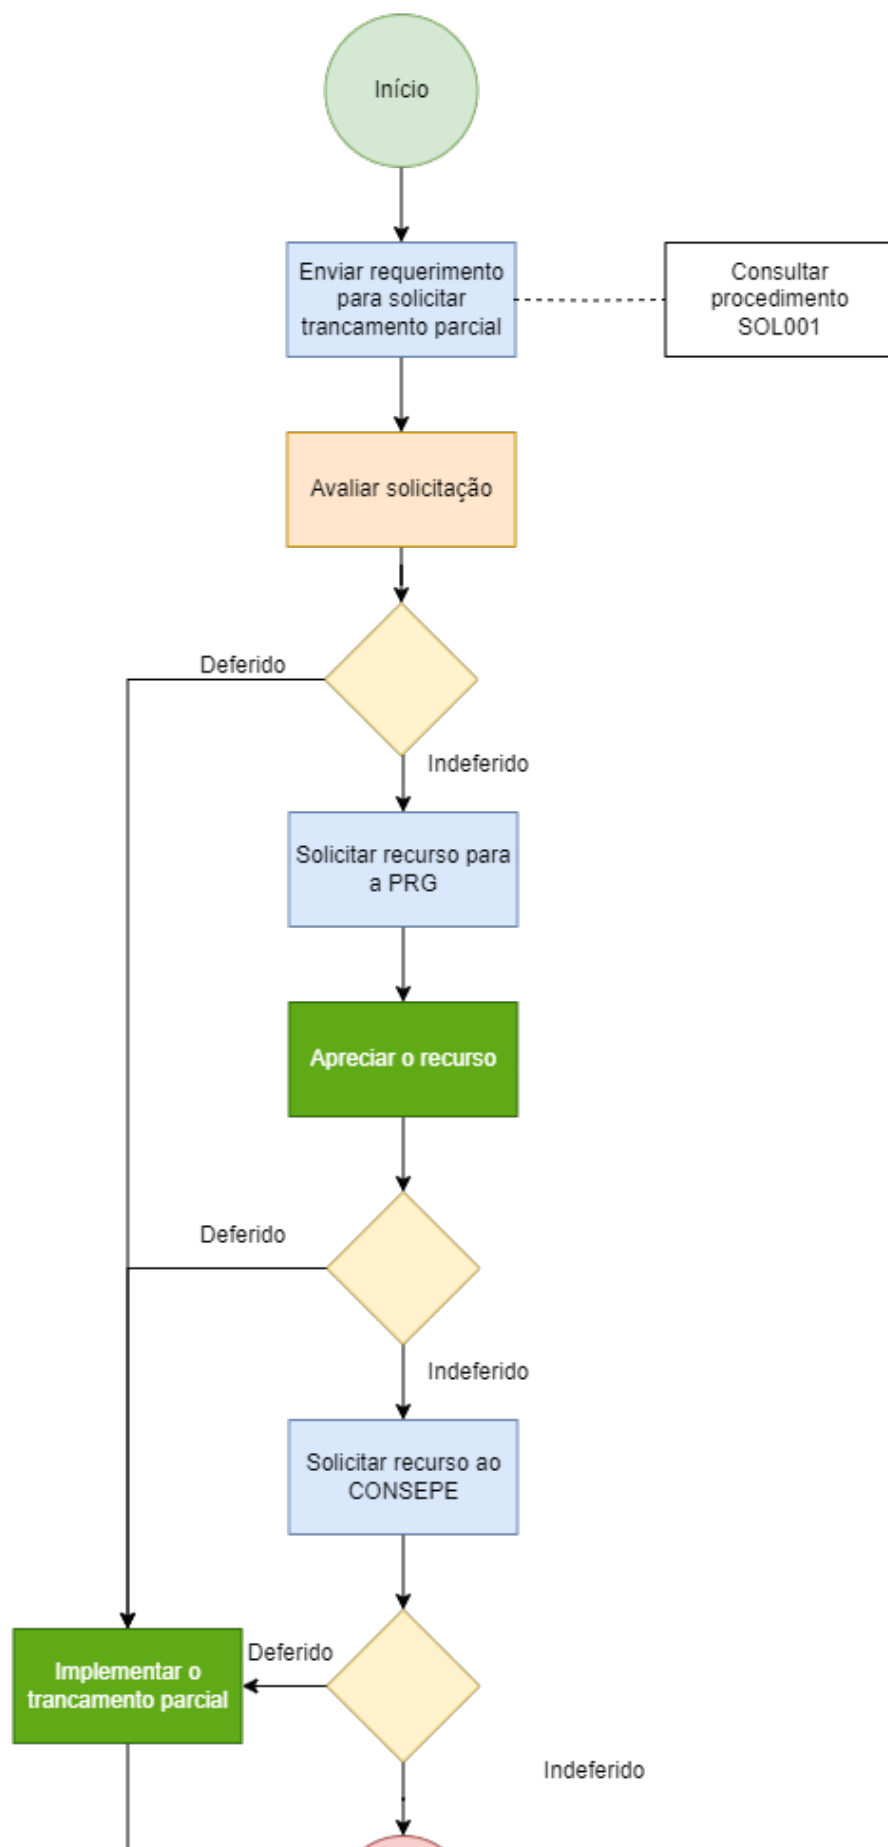 Início
Enviar requerimento
para solicitar
trancamento parcial
Consultar
procedimento
SOL001
Avaliar solicitação
Deferido
Indeferido
Solicitar recurso para
a PRG
Apreciar o recurso
Deferido
Indeferido
Solicitar recurso ao
CONSEPE
Implementar o
trancamento parcial
Deferido
Indeferido